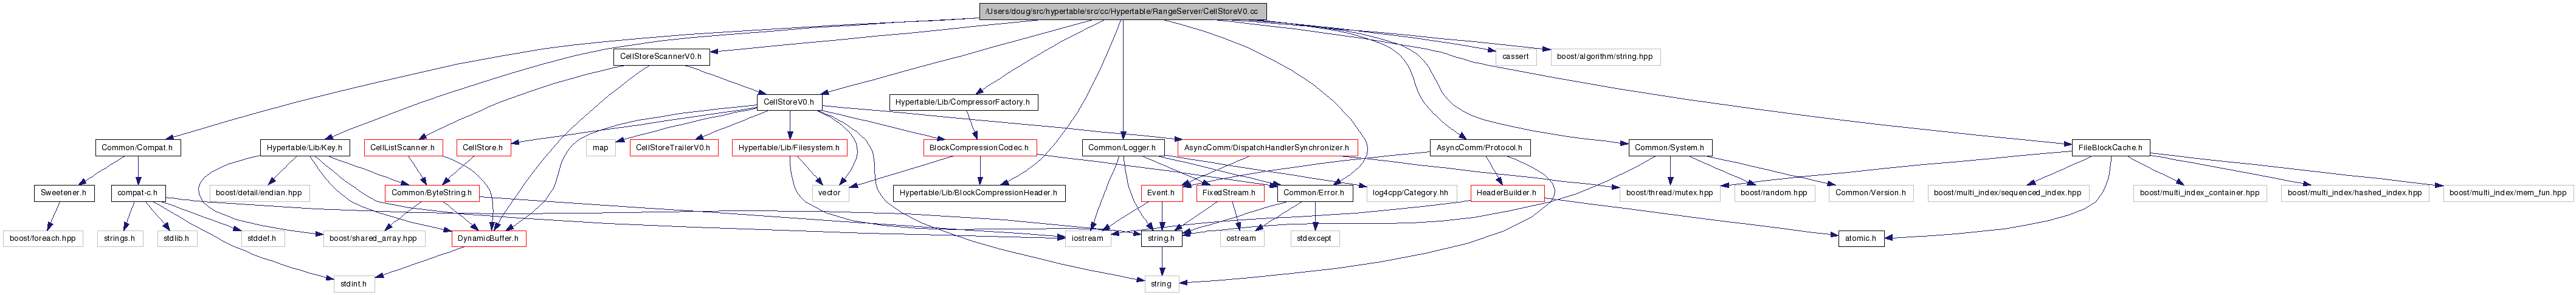 /Users/doug/src/hypertable/src/cc/Hypertable/RangeServer/CellStoreV0.cc
CellStoreScannerV0.h
cassert
boost/algorithm/string.hpp
CellStoreV0.h
Hypertable/Lib/CompressorFactory.h
Common/Compat.h
Hypertable/Lib/Key.h
CellListScanner.h
CellStore.h
map
CellStoreTrailerV0.h
Hypertable/Lib/Filesystem.h
BlockCompressionCodec.h
Common/Logger.h
AsyncComm/DispatchHandlerSynchronizer.h
AsyncComm/Protocol.h
Common/System.h
FileBlockCache.h
Sweetener.h
compat-c.h
boost/detail/endian.hpp
Common/ByteString.h
vector
Hypertable/Lib/BlockCompressionHeader.h
Event.h
FixedStream.h
Common/Error.h
log4cpp/Category.hh
HeaderBuilder.h
boost/thread/mutex.hpp
boost/random.hpp
Common/Version.h
boost/multi_index/sequenced_index.hpp
boost/multi_index_container.hpp
boost/multi_index/hashed_index.hpp
boost/multi_index/mem_fun.hpp
boost/foreach.hpp
strings.h
stdlib.h
stddef.h
boost/shared_array.hpp
DynamicBuffer.h
iostream
string.h
ostream
stdexcept
atomic.h
stdint.h
string